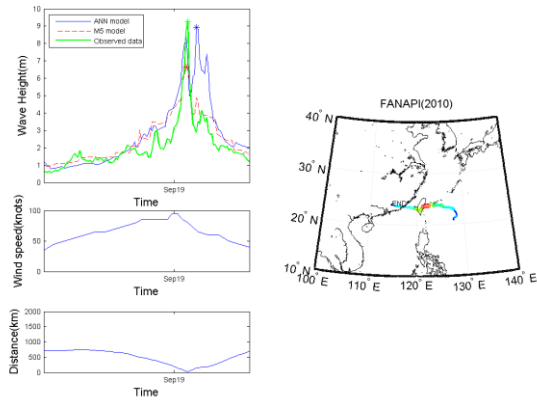 10
9
8
7
6
5
4
3
2
1
0
Wave Height(m)
ANN model
M5 model
Observed data
Sep19
Time
100
50
0
Wind speed(Knots)
Sep19
Time
2000
1500
1000
500
0
Distance(km)
Sep19
Time
FANAPI(2010)
40° N
30° N
20° N
10° N
END
100° E
110° E
120° E
130° E
140° E